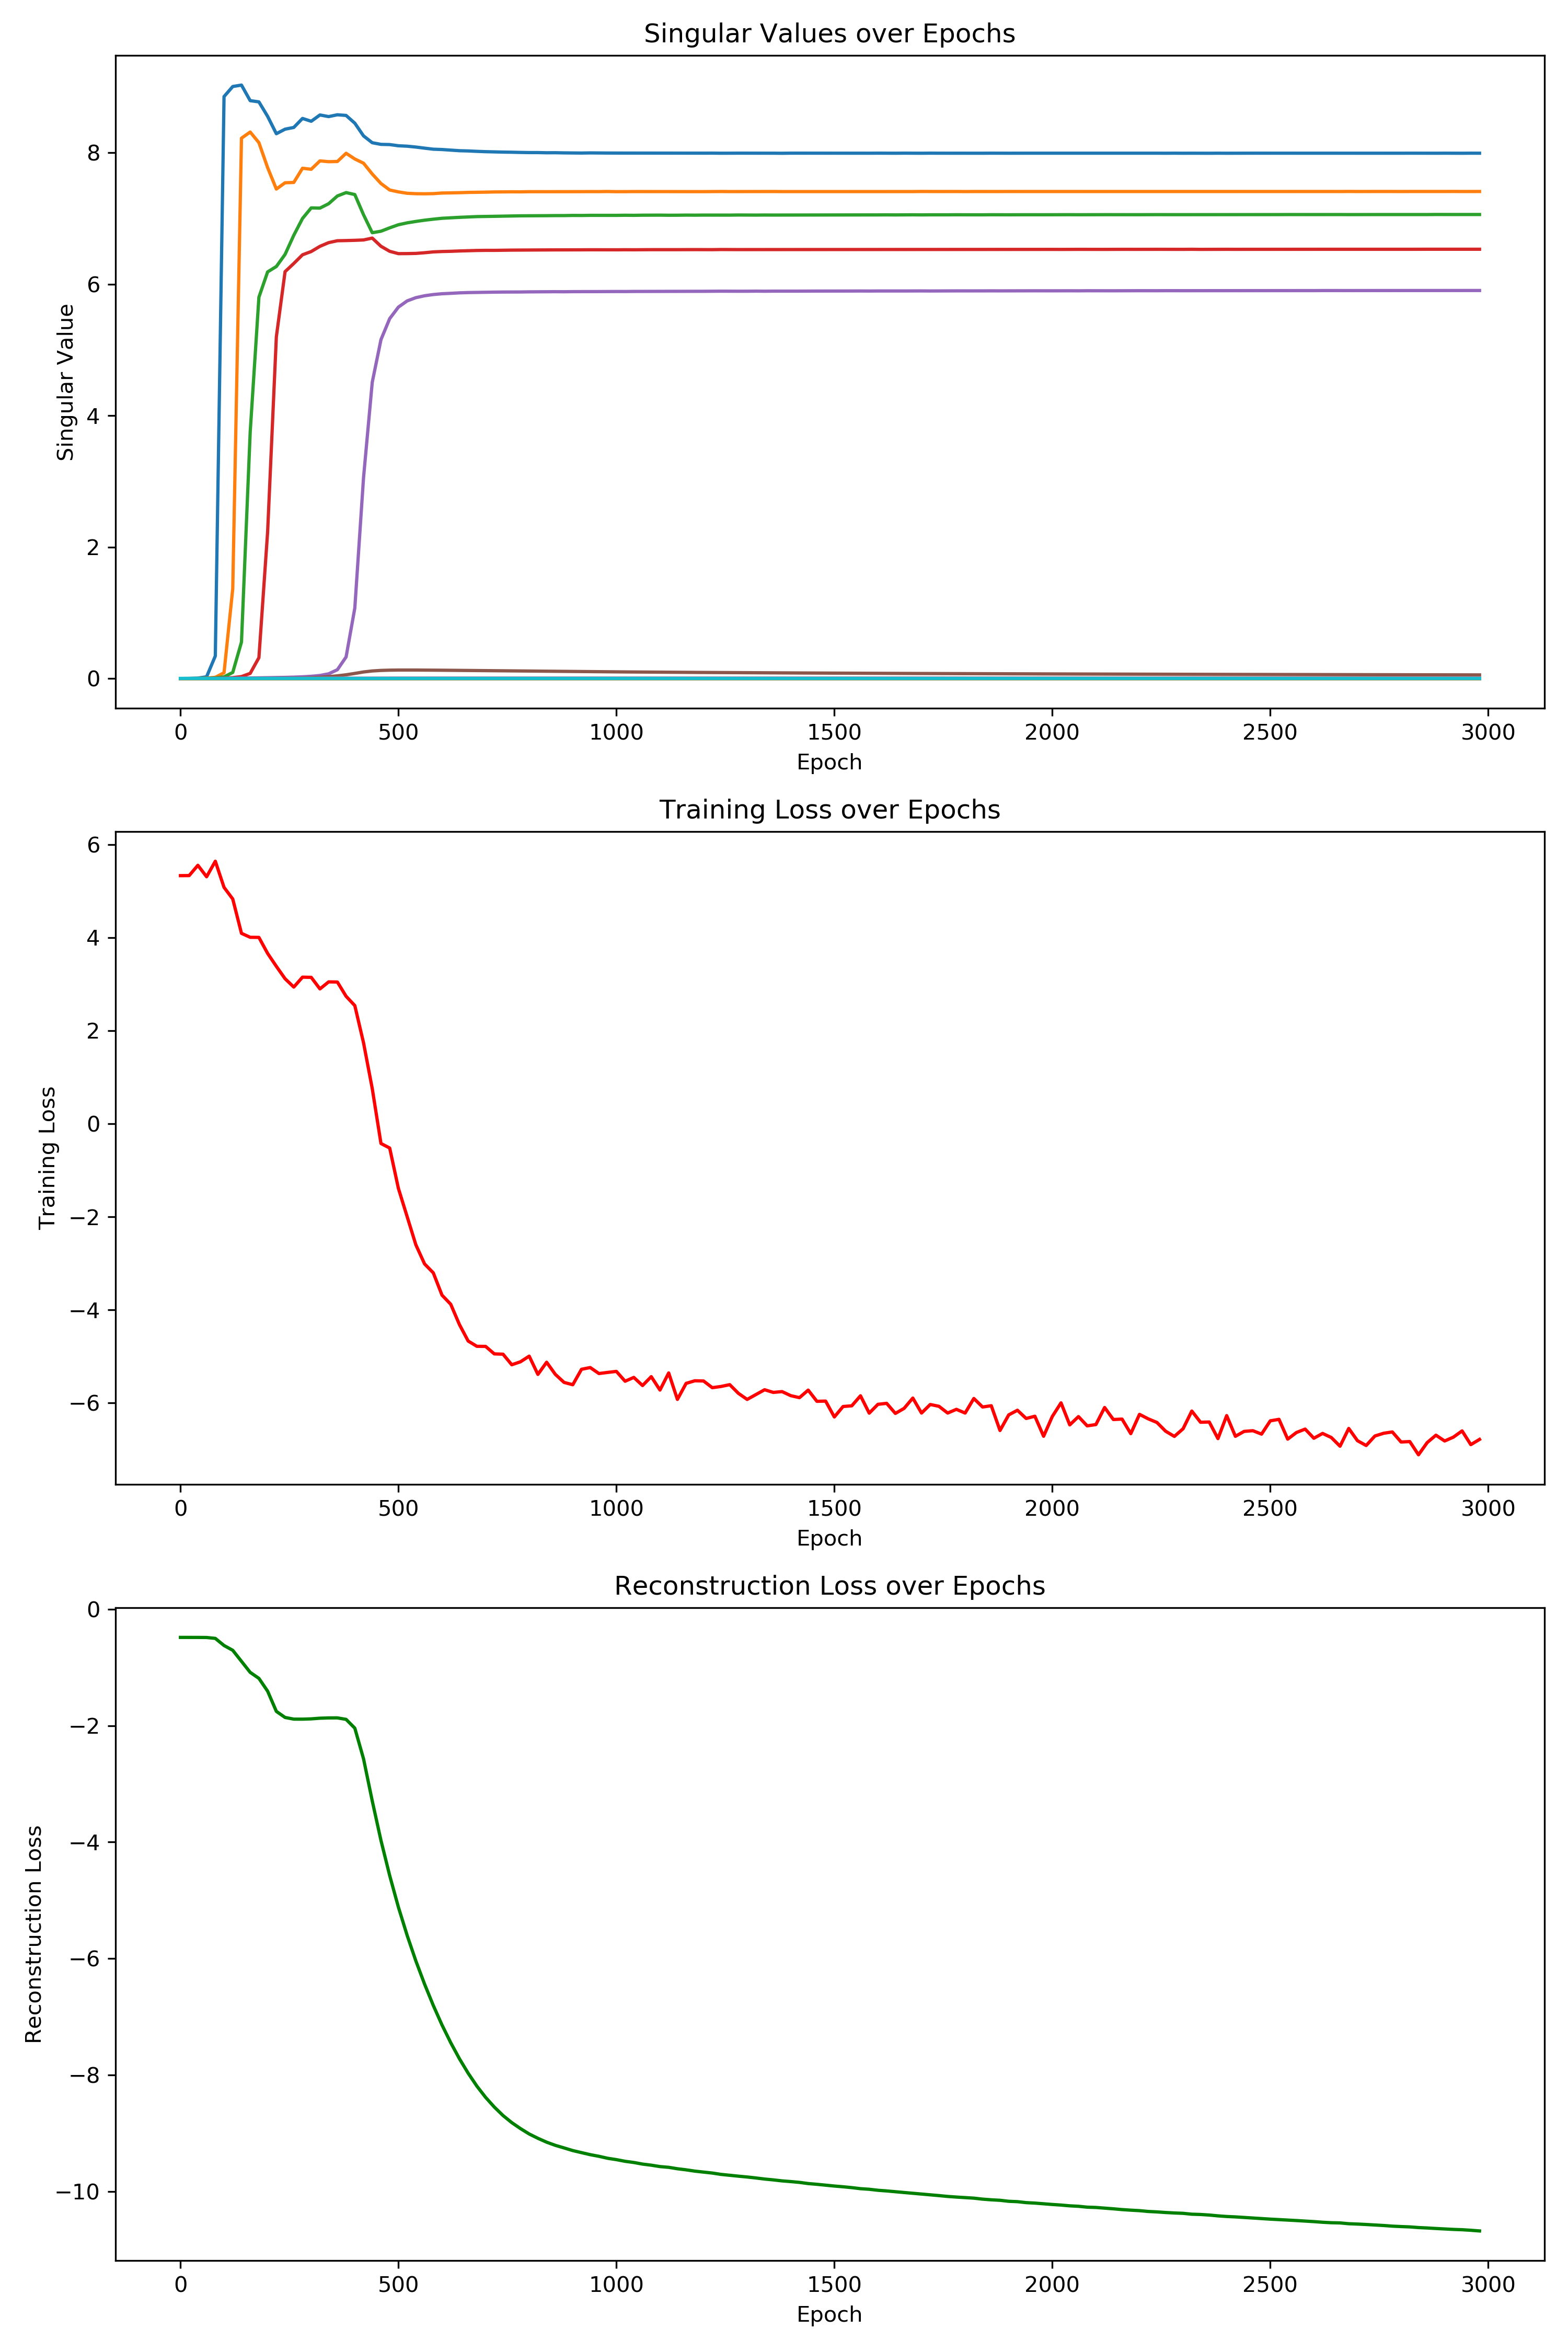 Singular Values over Epochs
Singular Value
8
6
4
2
0
0 500 1000 1500 2000 2500 3000
Epoch
Training Loss over Epochs
Training Loss
6
4
2
0
−2
−4
−6
0 500 1000 1500 2000 2500 3000
Epoch
Reconstruction Loss over Epochs
Reconstruction Loss
0
−2
−4
−6
−8
−10
0 500 1000 1500 2000 2500 3000
Epoch